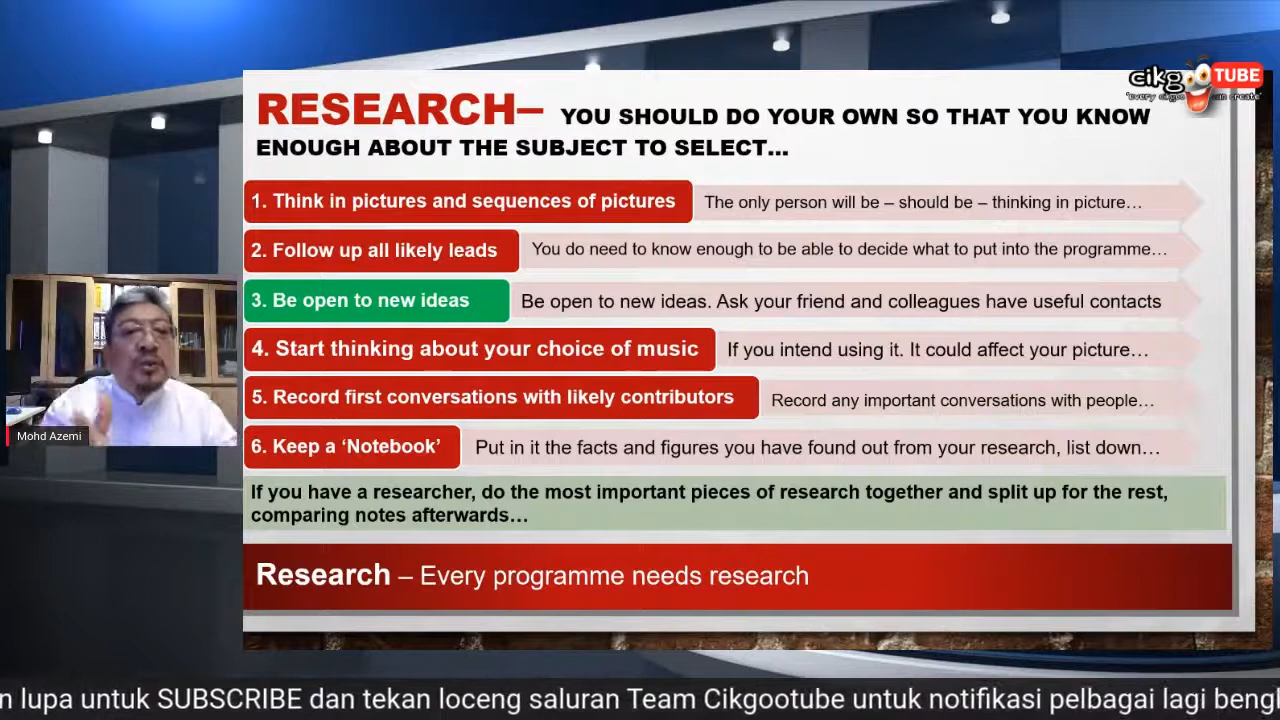 cikgoo TUBE
'every cikgoo can create'
RESEARCH– YOU SHOULD DO YOUR OWN SO THAT YOU KNOW
ENOUGH ABOUT THE SUBJECT TO SELECT…
1. Think in pictures and sequences of pictures The only person will be – should be – thinking in picture…
2. Follow up all likely leads You do need to know enough to be able to decide what to put into the programme…
3. Be open to new ideas Be open to new ideas. Ask your friend and colleagues have useful contacts
4. Start thinking about your choice of music If you intend using it. It could affect your picture…
5. Record first conversations with likely contributors Record any important conversations with people…
6. Keep a ‘Notebook’ Put in it the facts and figures you have found out from your research, list down…
If you have a researcher, do the most important pieces of research together and split up for the rest,
comparing notes afterwards…
Research – Every programme needs research
Mohd Azemi
n lupa untuk SUBSCRIBE dan tekan loceng saluran Team Cikgootube untuk notifikasi pelbagai lagi beng